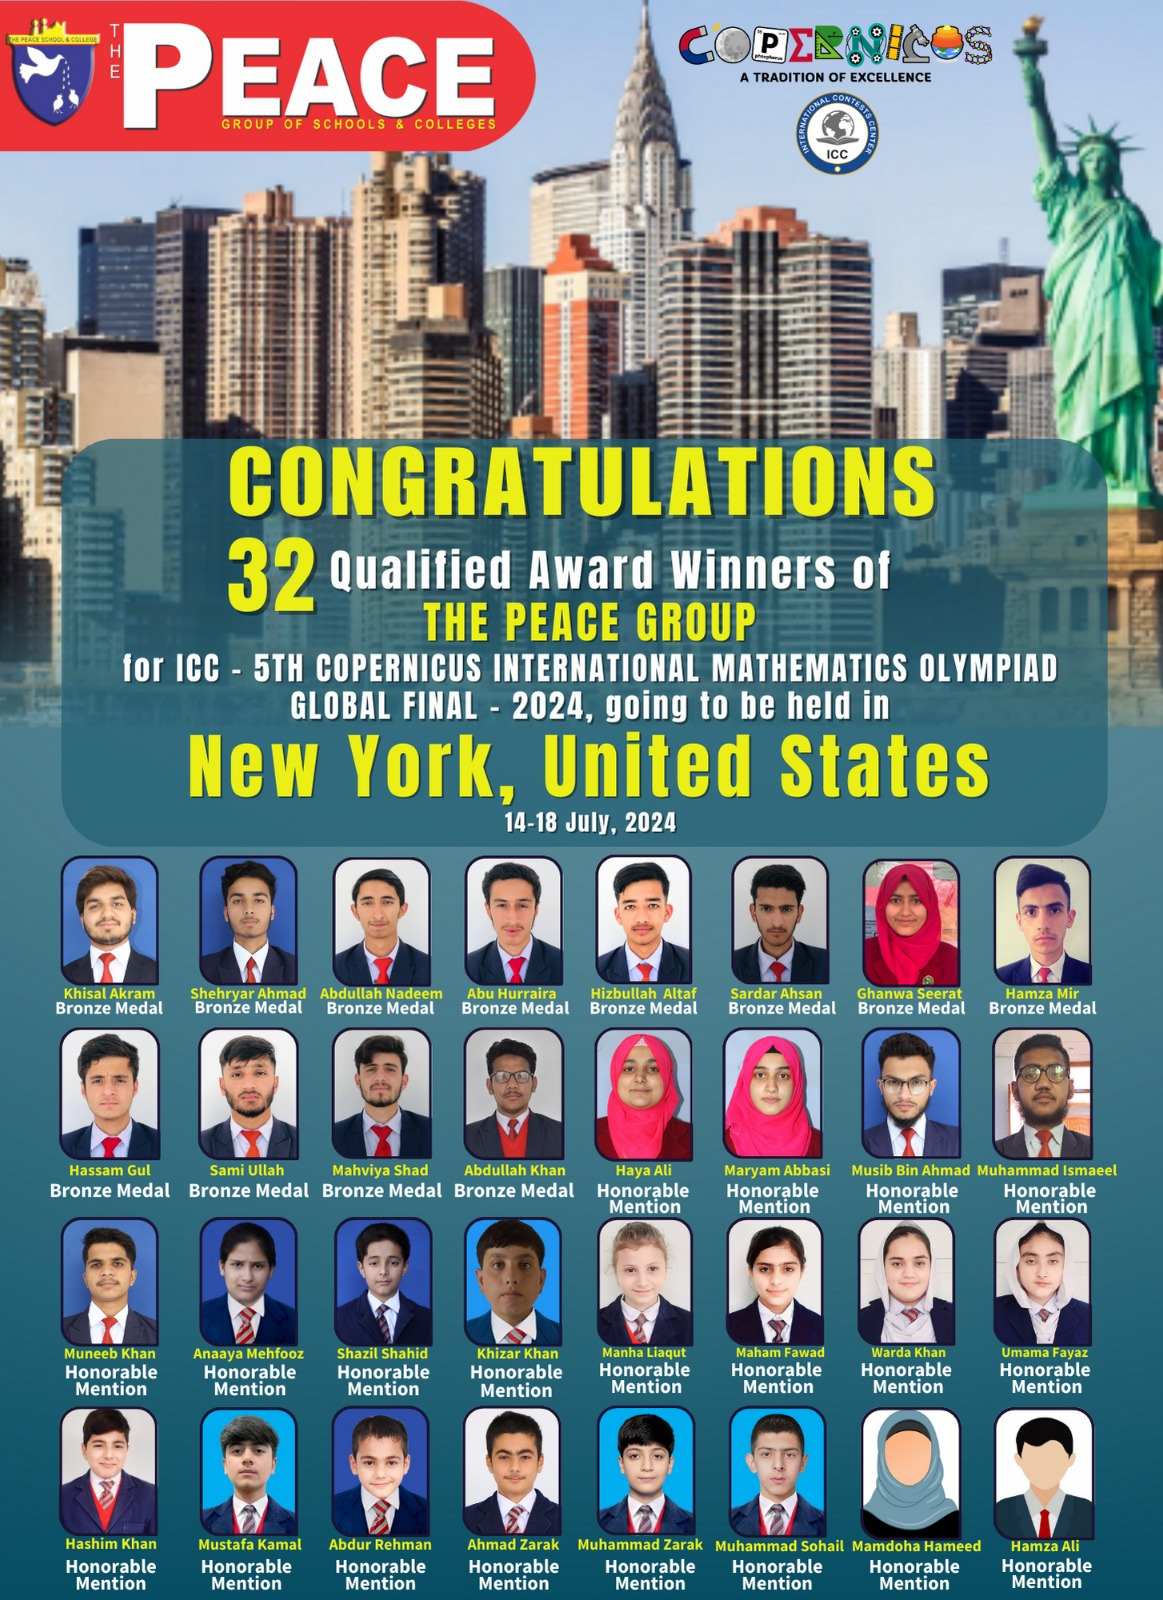 THE PEACE SCHOOL & COLLEGE
THE
PEACE
GROUP OF SCHOOLS & COLLEGES
COPERNICUS
P
phosphorus
A TRADITION OF EXCELLENCE
INTERNATIONAL CONTESTS CENTER
ICC
CONGRATULATIONS
32 Qualified Award Winners of
THE PEACE GROUP
for ICC - 5TH COPERNICUS INTERNATIONAL MATHEMATICS OLYMPIAD
GLOBAL FINAL - 2024, going to be held in
New York, United States
14-18 July, 2024
Khisal Akram Shehryar Ahmad Abdullah Nadeem Abu Hurraira Hizbullah Altaf Sardar Ahsan Ghanwa Seerat Hamza Mir
Bronze Medal Bronze Medal Bronze Medal Bronze Medal Bronze Medal Bronze Medal Bronze Medal Bronze Medal
Hassam Gul Sami Ullah Mahviya Shad Abdullah Khan Haya Ali Maryam Abbasi Musib Bin Ahmad Muhammad Ismaeel
Bronze Medal Bronze Medal Bronze Medal Bronze Medal Honorable Honorable Honorable Honorable
Mention Mention Mention Mention
Muneeb Khan Anaaya Mehfooz Shazil Shahid Khizar Khan Manha Liaqut Maham Fawad Warda Khan Umama Fayaz
Honorable Honorable Honorable Honorable Honorable Honorable Honorable Honorable
Mention Mention Mention Mention Mention Mention Mention Mention
Hashim Khan Mustafa Kamal Abdur Rehman Ahmad Zarak Muhammad Zarak Muhammad Sohail Mamdoha Hameed Hamza Ali
Honorable Honorable Honorable Honorable Honorable Honorable Honorable Honorable
Mention Mention Mention Mention Mention Mention Mention Mention